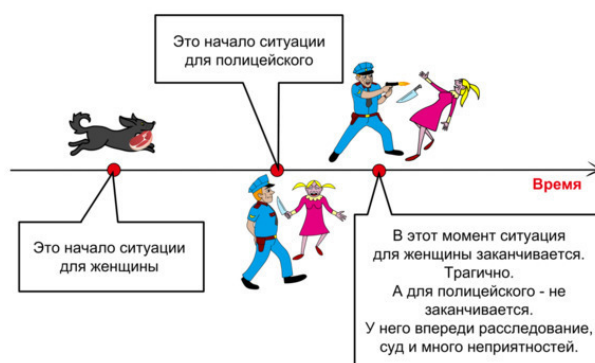 Это начало ситуации
для полицейского
Время
Это начало ситуации
для женщины
В этот момент ситуация
для женщины заканчивается.
Трагично.
А для полицейского - не
заканчивается.
У него впереди расследование,
суд и много неприятностей.